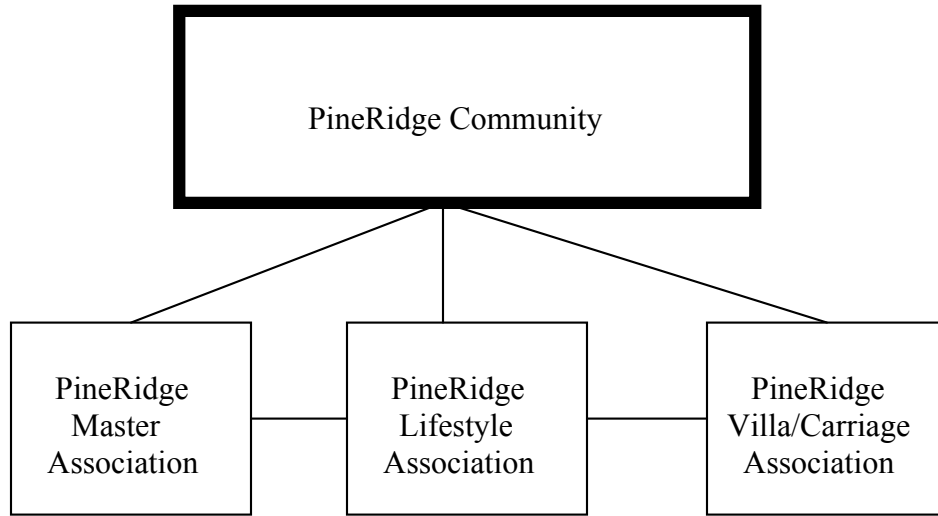 PineRidge Community
PineRidge
Master
Association
PineRidge
Lifestyle
Association
PineRidge
Villa/Carriage
Association